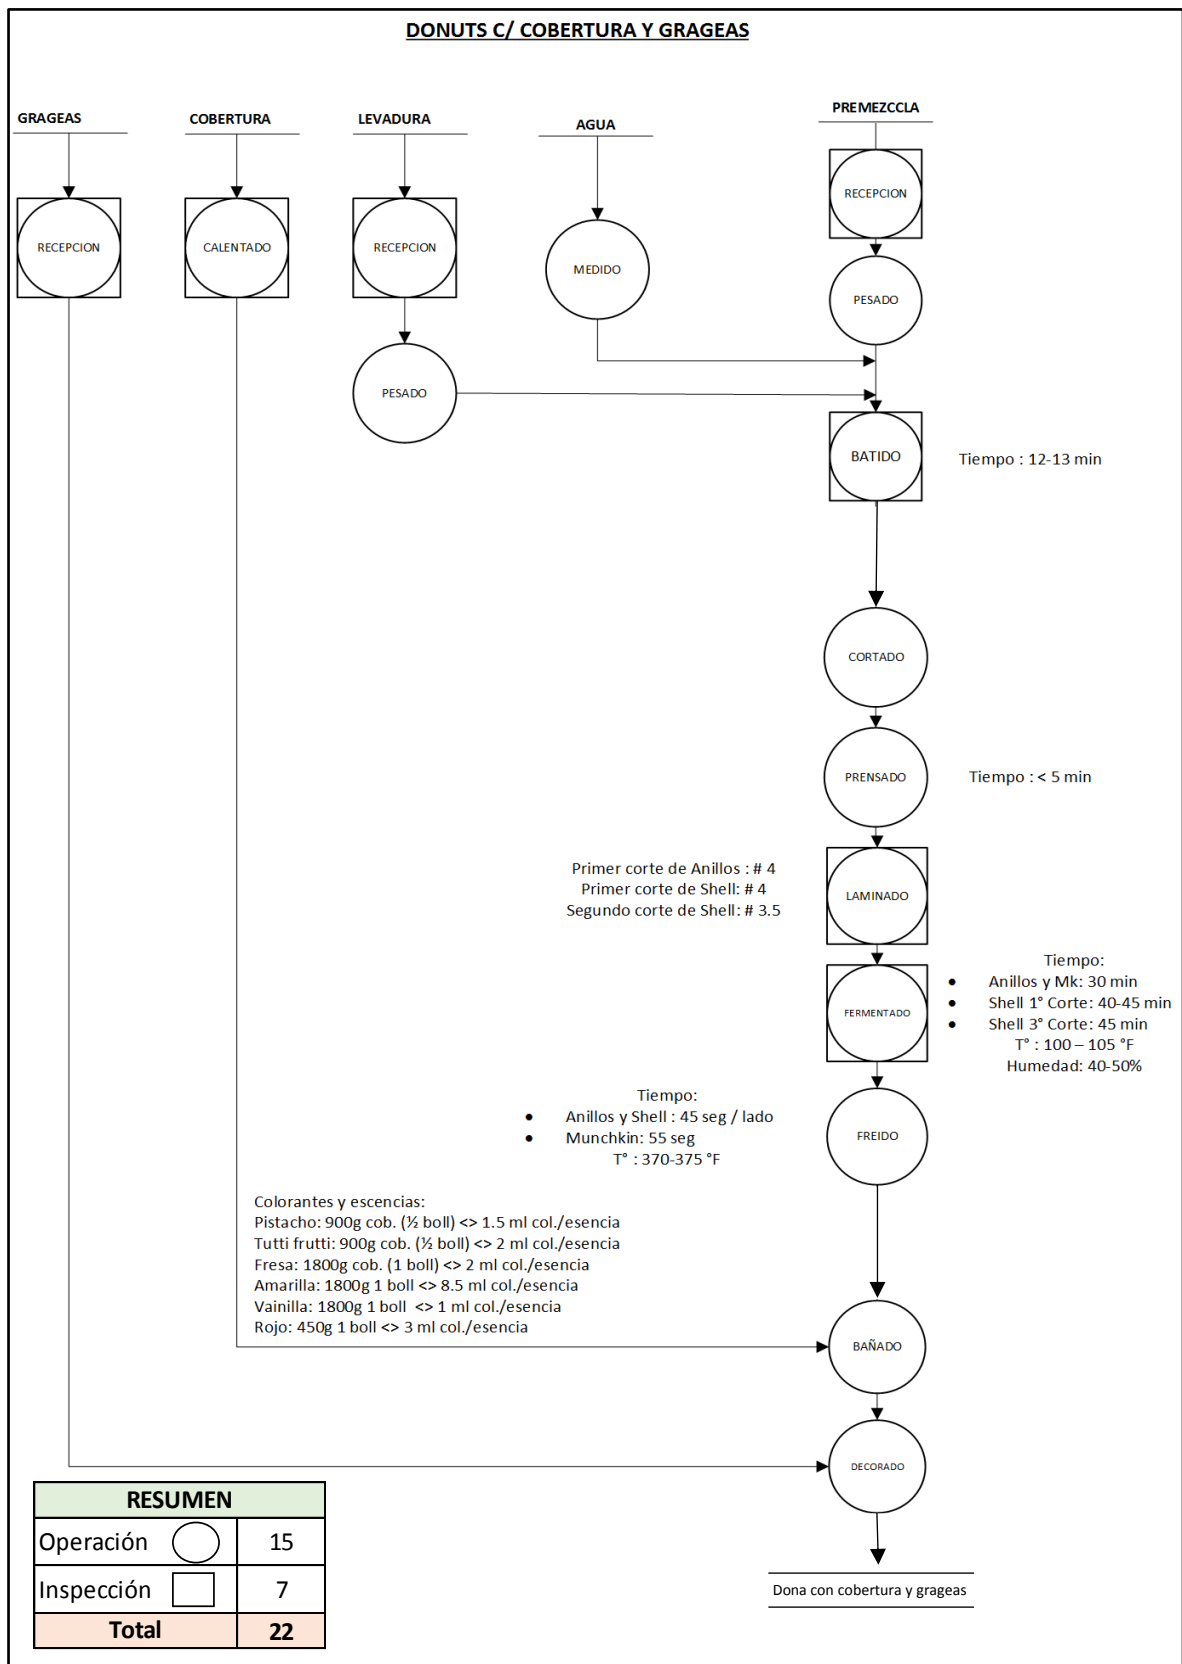 DONUTS C/ COBERTURA Y GRAGEAS
GRAGEAS
COBERTURA
LEVADURA
AGUA
PREMEZCCLA
RECEPCION
CALENTADO
RECEPCION
MEDIDO
RECEPCION
PESADO
PESADO
BATIDO
Tiempo : 12-13 min
CORTADO
PRENSADO
Tiempo : < 5 min
Primer corte de Anillos : # 4
Primer corte de Shell: # 4
Segundo corte de Shell: # 3.5
LAMINADO
FERMENTADO
Tiempo:
• Anillos y Mk: 30 min
• Shell 1° Corte: 40-45 min
• Shell 3° Corte: 45 min
T° : 100 – 105 °F
Humedad: 40-50%
Tiempo:
• Anillos y Shell : 45 seg / lado
• Munchkin: 55 seg
T° : 370-375 °F
FREIDO
Colorantes y escencias:
Pistacho: 900g cob. (½ boll) <> 1.5 ml col./esencia
Tutti frutti: 900g cob. (½ boll) <> 2 ml col./esencia
Fresa: 1800g cob. (1 boll) <> 2 ml col./esencia
Amarilla: 1800g 1 boll <> 8.5 ml col./esencia
Vainilla: 1800g 1 boll <> 1 ml col./esencia
Rojo: 450g 1 boll <> 3 ml col./esencia
BAÑADO
DECORADO
Dona con cobertura y grageas
RESUMEN
Operación 15
Inspección 7
Total 22